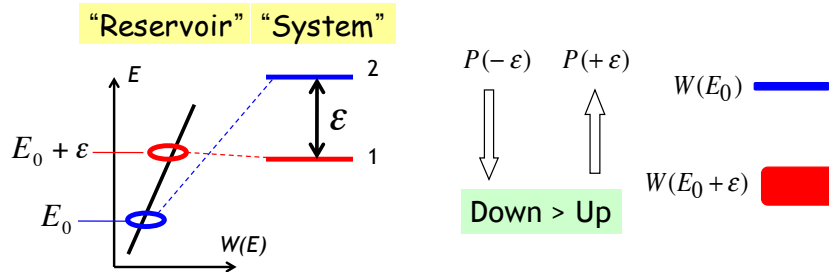 “Reservoir” “System”
E
2
P(− ε) P(+ ε)
W(E₀)
ε
E₀ + ε
1
W(E₀ + ε)
E₀
Down > Up
W(E)